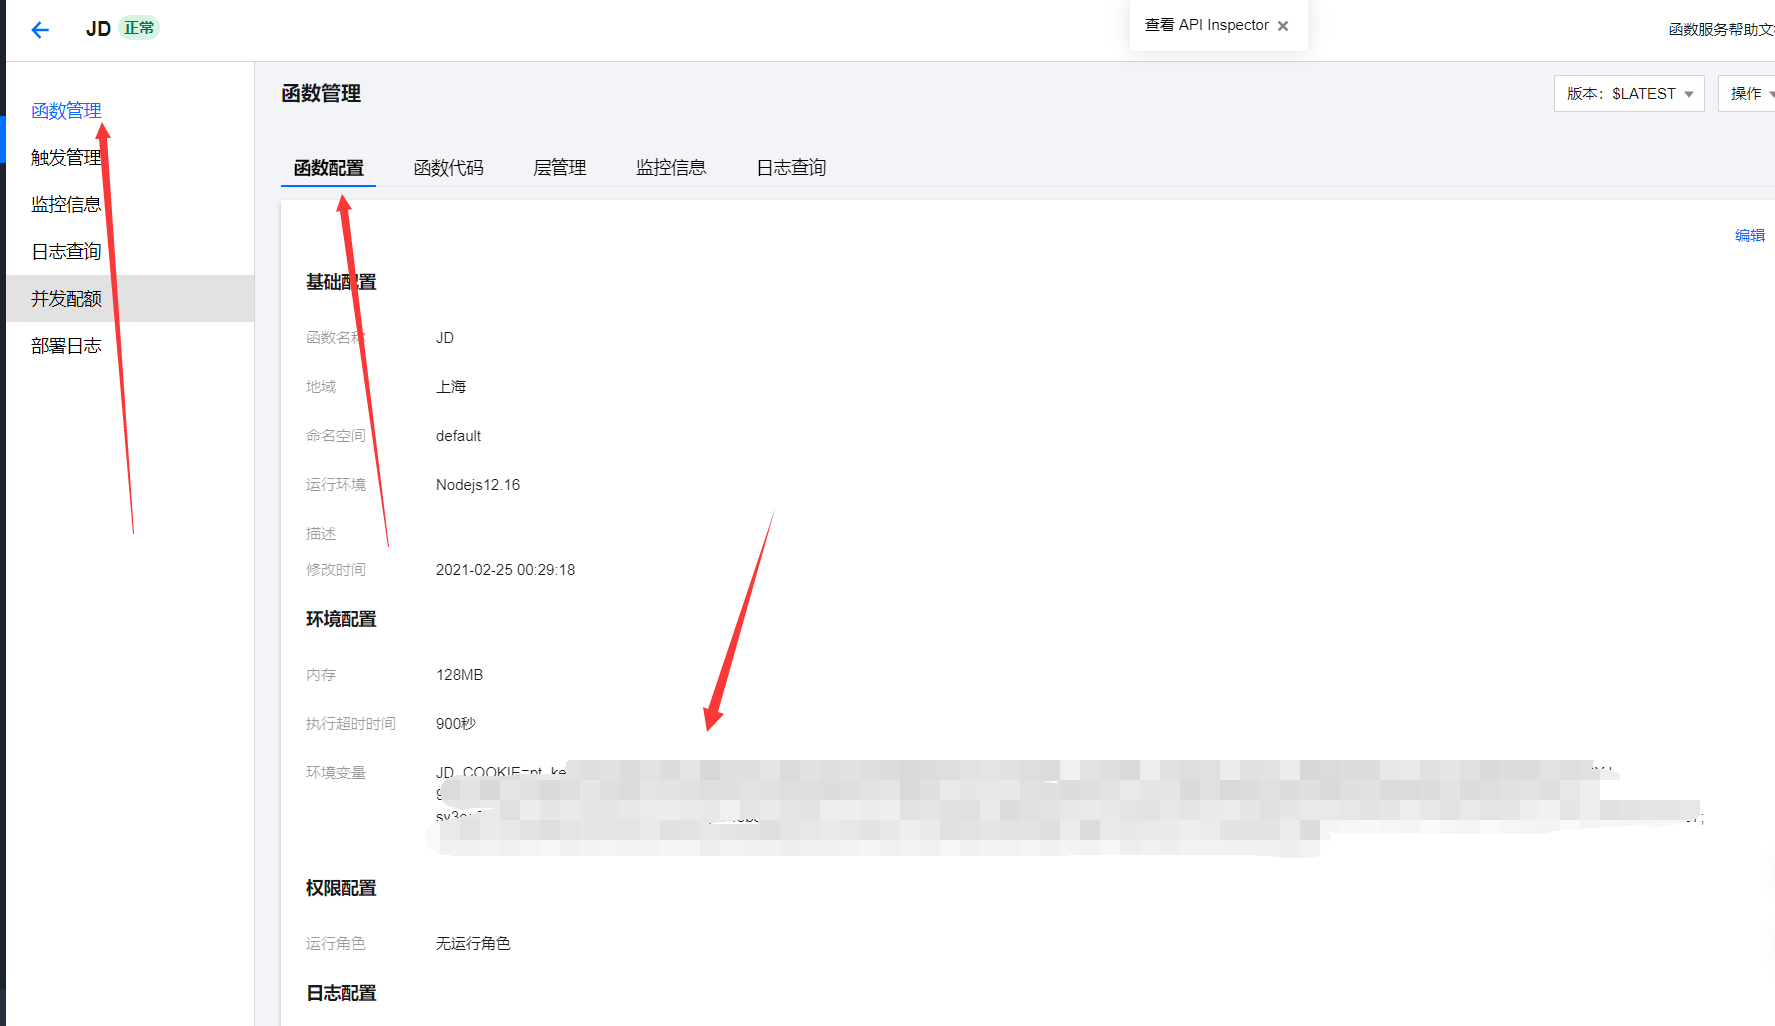 JD 正常
查看 API Inspector
函数服务帮助文
函数管理
触发管理
监控信息
日志查询
并发配额
部署日志
函数管理
版本：$LATEST
操作
函数配置 函数代码 层管理 监控信息 日志查询
编辑
基础配置
函数名称 JD
地域 上海
命名空间 default
运行环境 Nodejs12.16
描述
修改时间 2021-02-25 00:29:18
环境配置
内存 128MB
执行超时时间 900秒
环境变量 JD_COOKIE=pt_ke
权限配置
运行角色 无运行角色
日志配置